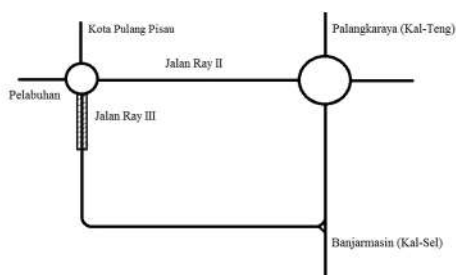 Kota Pulang Pisau
Palangkaraya (Kal-Teng)
Jalan Ray II
Pelabuhan
Jalan Ray III
Banjarmasin (Kal-Sel)